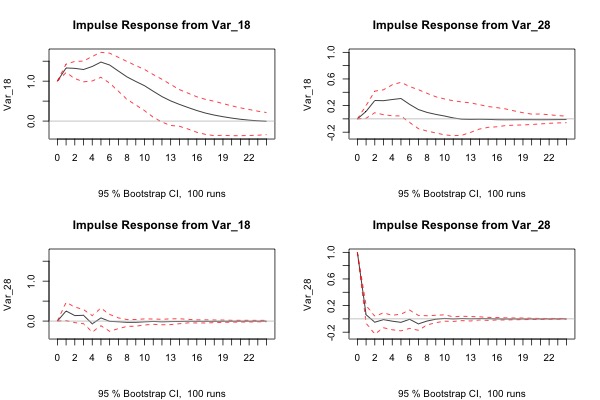 Impulse Response from Var_18
Var_18
1.0
0.0
0 2 4 6 8 10 13 16 19 22
95 % Bootstrap CI,  100 runs
Impulse Response from Var_28
Var_18
1.0
0.6
0.2
-0.2
0 2 4 6 8 10 13 16 19 22
95 % Bootstrap CI,  100 runs
Impulse Response from Var_18
Var_28
1.0
0.0
0 2 4 6 8 10 13 16 19 22
95 % Bootstrap CI,  100 runs
Impulse Response from Var_28
Var_28
1.0
0.6
0.2
-0.2
0 2 4 6 8 10 13 16 19 22
95 % Bootstrap CI,  100 runs